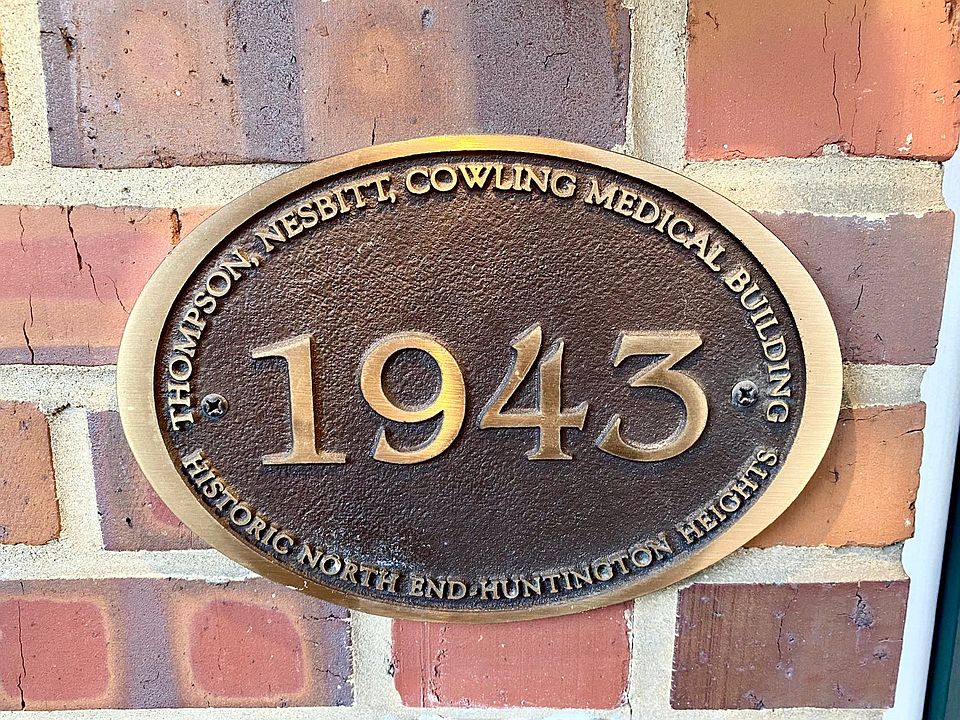 THOMPSON, NESBITT, COWLING MEDICAL BUILDING
1943
HISTORIC NORTH END-HUNTINGTON HEIGHTS